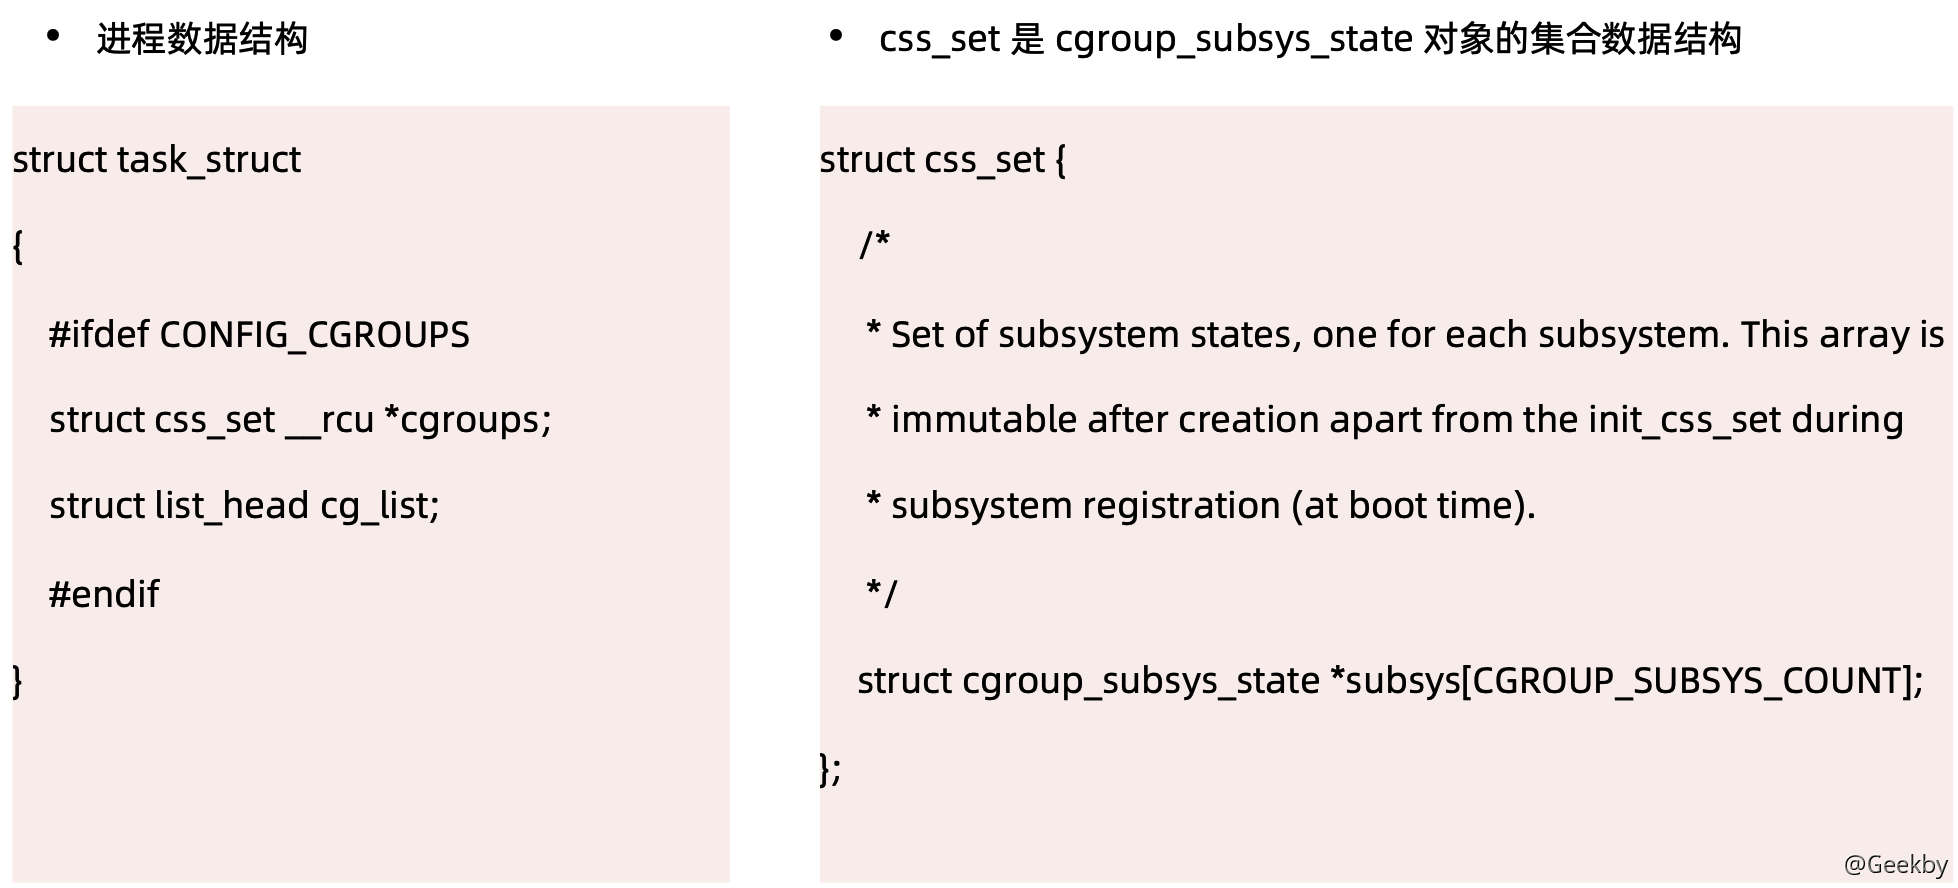 • 进程数据结构
struct task_struct
{
#ifdef CONFIG_CGROUPS
struct css_set __rcu *cgroups;
struct list_head cg_list;
#endif
}
• css_set 是 cgroup_subsys_state 对象的集合数据结构
struct css_set {
/*
* Set of subsystem states, one for each subsystem. This array is
* immutable after creation apart from the init_css_set during
* subsystem registration (at boot time).
*/
struct cgroup_subsys_state *subsys[CGROUP_SUBSYS_COUNT];
};
@Geekby